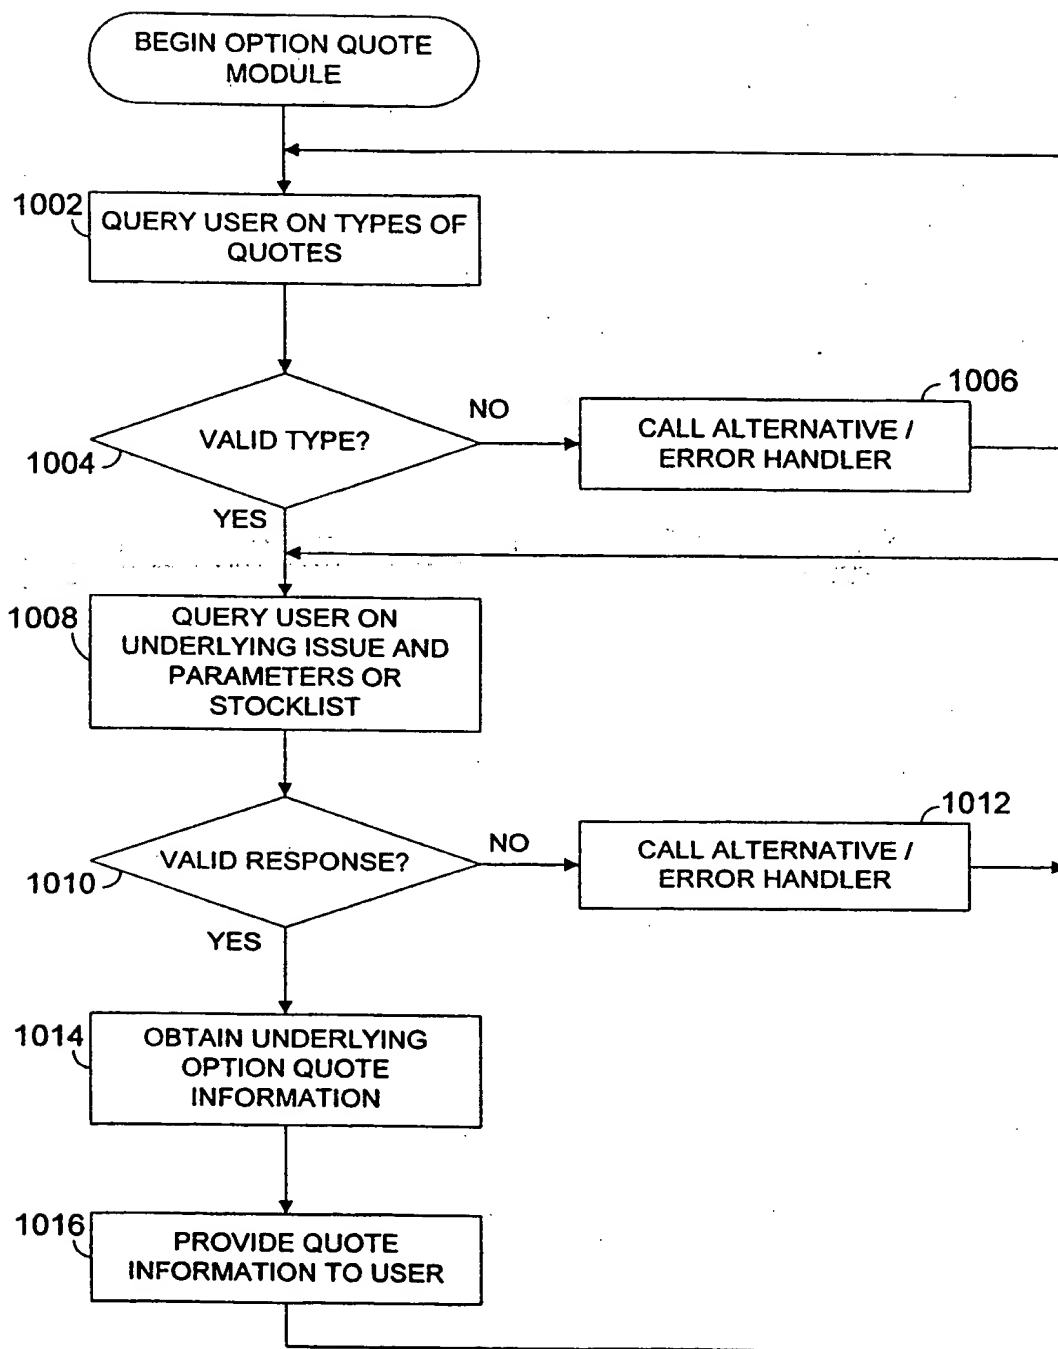 BEGIN OPTION QUOTE
MODULE
1002
QUERY USER ON TYPES OF
QUOTES
1004
VALID TYPE?
NO
1006
CALL ALTERNATIVE /
ERROR HANDLER
YES
1008
QUERY USER ON
UNDERLYING ISSUE AND
PARAMETERS OR
STOCKLIST
1010
VALID RESPONSE?
NO
1012
CALL ALTERNATIVE /
ERROR HANDLER
YES
1014
OBTAIN UNDERLYING
OPTION QUOTE
INFORMATION
1016
PROVIDE QUOTE
INFORMATION TO USER